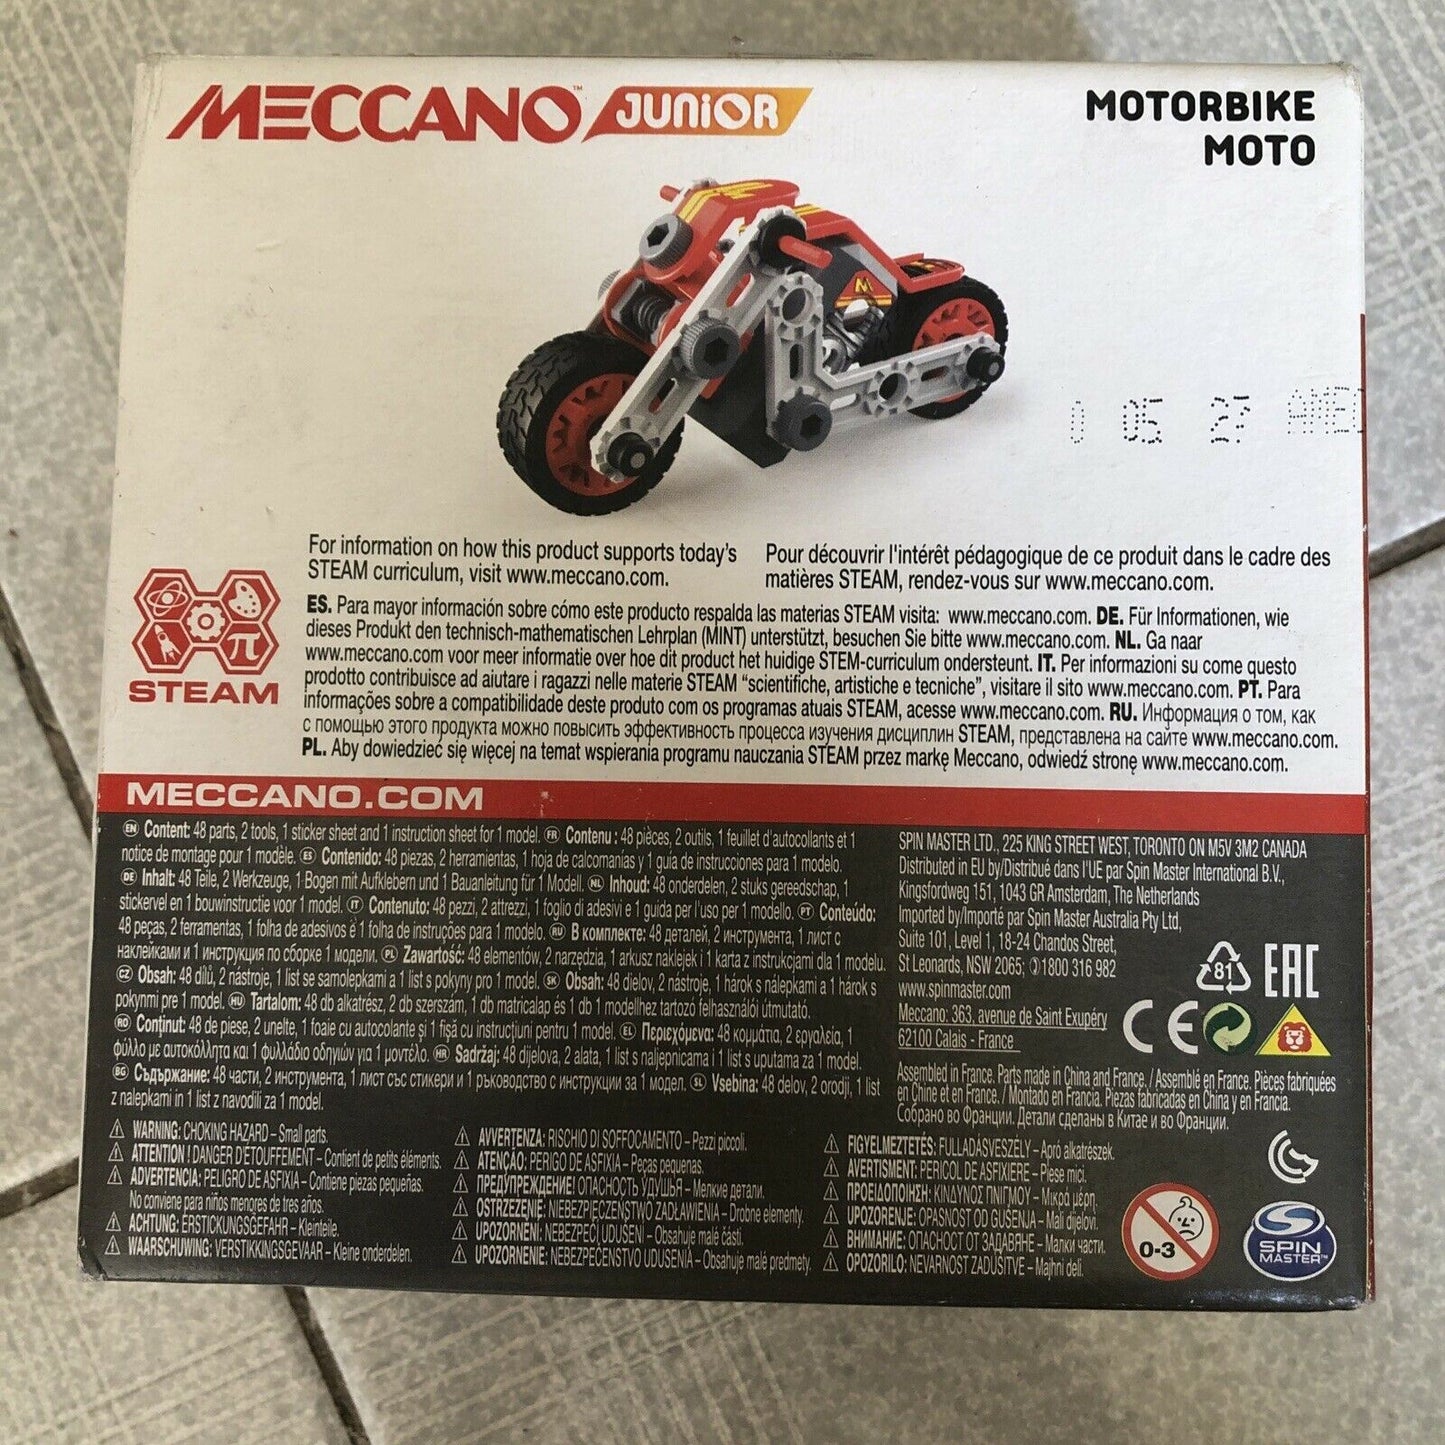 MECCANO™ JUNIOR
MOTORBIKE
MOTO
M
0 05 27
For information on how this product supports today's
STEAM curriculum, visit www.meccano.com.
Pour découvrir l'intérêt pédagogique de ce produit dans le cadre des
matières STEAM, rendez-vous sur www.meccano.com.
π
STEAM
ES. Para mayor información sobre cómo este producto respalda las materias STEAM visita: www.meccano.com. DE. Für Informationen, wie
dieses Produkt den technisch-mathematischen Lehrplan (MINT) unterstützt, besuchen Sie bitte www.meccano.com. NL. Ga naar
www.meccano.com voor meer informatie over hoe dit product het huidige STEM-curriculum ondersteunt. IT. Per informazioni su come questo
prodotto contribuisce ad aiutare i ragazzi nelle materie STEAM "scientifiche, artistiche e tecniche", visitare il sito www.meccano.com. PT. Para
informações sobre a compatibilidade deste produto com os programas atuais STEAM, acesse www.meccano.com. RU. Информация о том, как
с помощью этого продукта можно повысить эффективность процесса изучения дисциплин STEAM, представлена на сайте www.meccano.com.
PL. Aby dowiedzieć się więcej na temat wspierania programu nauczania STEAM przez markę Meccano, odwiedź stronę www.meccano.com.
MECCANO.COM
EN Content: 48 parts, 2 tools, 1 sticker sheet and 1 instruction sheet for 1 model. FR Contenu : 48 pièces, 2 outils, 1 feuillet d'autocollants et 1
notice de montage pour 1 modèle. ES Contenido: 48 piezas, 2 herramientas, 1 hoja de calcomanías y 1 guía de instrucciones para 1 modelo.
DE Inhalt: 48 Teile, 2 Werkzeuge, 1 Bogen mit Aufklebern und 1 Bauanleitung für 1 Modell. NL Inhoud: 48 onderdelen, 2 stuks gereedschap, 1
stickervel en 1 bouwinstructie voor 1 model. IT Contenuto: 48 pezzi, 2 attrezzi, 1 foglio di adesivi e 1 guida per l'uso per 1 modello. PT Conteúdo:
48 peças, 2 ferramentas, 1 folha de adesivos e 1 folha de instruções para 1 modelo. RU В комплекте: 48 деталей, 2 инструмента, 1 лист с
наклейками и 1 инструкция по сборке 1 модели. PL Zawartość: 48 elementów, 2 narzędzia, 1 arkusz naklejek i 1 karta z instrukcjami dla 1 modelu.
CZ Obsah: 48 dílů, 2 nástroje, 1 list se samolepkami a 1 list s pokyny pro 1 model. SK Obsah: 48 dielov, 2 nástroje, 1 hárok s nálepkami a 1 hárok s
pokynmi pre 1 model. HU Tartalom: 48 db alkatrész, 2 db szerszám, 1 db matricalap és 1 db 1 modellhez tartozó felhasználói útmutató.
RO Conținut: 48 de piese, 2 unelte, 1 foaie cu autocolante și 1 fișă cu instrucțiuni pentru 1 model. EL Περιεχόμενα: 48 κομμάτια, 2 εργαλεία, 1
φύλλο με αυτοκόλλητα και 1 φυλλάδιο οδηγιών για 1 μοντέλο. HR Sadržaj: 48 dijelova, 2 alata, 1 list s naljepnicama i 1 list s uputama za 1 model.
BG Съдържание: 48 части, 2 инструмента, 1 лист със стикери и 1 ръководство с инструкции за 1 модел. SL Vsebina: 48 delov, 2 orodji, 1 list
z nalepkami in 1 list z navodili za 1 model.
SPIN MASTER LTD., 225 KING STREET WEST, TORONTO ON M5V 3M2 CANADA
Distributed in EU by/Distribué dans l'UE par Spin Master International B.V.,
Kingsfordweg 151, 1043 GR Amsterdam, The Netherlands
Imported by/Importé par Spin Master Australia Pty Ltd,
Suite 101, Level 1, 18-24 Chandos Street,
St Leonards, NSW 2065; 1800 316 982
www.spinmaster.com
Meccano: 363, avenue de Saint Exupéry
62100 Calais - France
81
EAC
CE
Assembled in France. Parts made in China and France. / Assemblé en France. Pièces fabriquées
en Chine et en France. / Montado en Francia. Piezas fabricadas en China y en Francia.
Собрано во Франции. Детали сделаны в Китае и во Франции.
WARNING: CHOKING HAZARD – Small parts.
ATTENTION ! DANGER D'ÉTOUFFEMENT – Contient de petits éléments.
ADVERTENCIA: PELIGRO DE ASFIXIA – Contiene piezas pequeñas.
No conviene para niños menores de tres años.
ACHTUNG: ERSTICKUNGSGEFAHR – Kleinteile.
WAARSCHUWING: VERSTIKKINGSGEVAAR – Kleine onderdelen.
AVVERTENZA: RISCHIO DI SOFFOCAMENTO – Pezzi piccoli.
ATENÇÃO: PERIGO DE ASFIXIA – Peças pequenas.
ПРЕДУПРЕЖДЕНИЕ! ОПАСНОСТЬ УДУШЬЯ – Мелкие детали.
OSTRZEŻENIE: NIEBEZPIECZEŃSTWO ZADŁAWIENIA – Drobne elementy.
UPOZORNĚNÍ: NEBEZPEČÍ UDUŠENÍ – Obsahuje malé části.
UPOZORNENIE: NEBEZPEČENSTVO UDUSENIA – Obsahuje malé predmety.
FIGYELMEZTETÉS: FULLADÁSVESZÉLY – Apró alkatrészek.
AVERTISMENT: PERICOL DE ASFIXIERE – Piese mici.
ΠΡΟΕΙΔΟΠΟΙΗΣΗ: ΚΙΝΔΥΝΟΣ ΠΝΙΓΜΟΥ – Μικρά μέρη.
UPOZORENJE: OPASNOST OD GUŠENJA – Mali dijelovi.
ВНИМАНИЕ: ОПАСНОСТ ОТ ЗАДАВЯНЕ – Малки части.
OPOZORILO: NEVARNOST ZADUŠITVE – Majhni deli.
0-3
SPIN
MASTER™